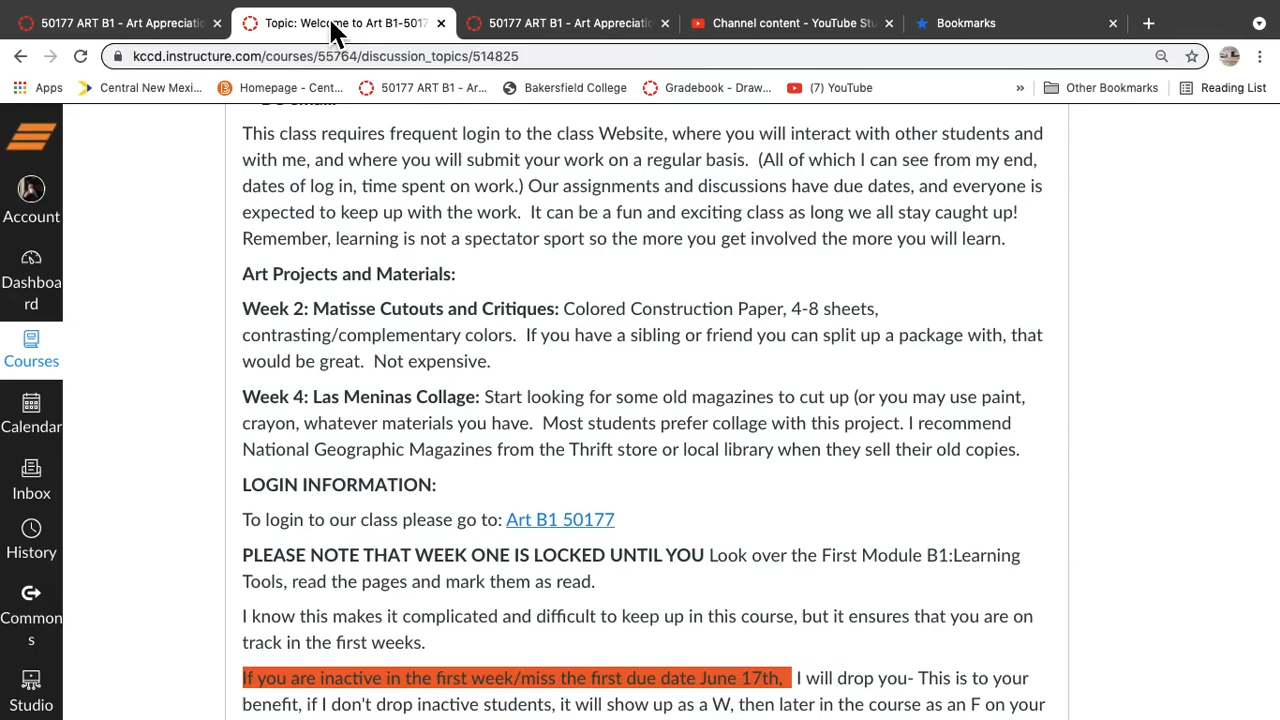 50177 ART B1 - Art Appreciati
Topic: Welcome to Art B1-5017
50177 ART B1 - Art Appreciati
Channel content - YouTube Stu
Bookmarks
kccd.instructure.com/courses/55764/discussion_topics/514825
Apps
Central New Mexi...
Homepage - Cent...
50177 ART B1 - Ar...
Bakersfield College
Gradebook - Draw...
(7) YouTube
»
Other Bookmarks
Reading List
Account
Dashboa
rd
Courses
Calendar
Inbox
History
Common
s
Studio
This class requires frequent login to the class Website, where you will interact with other students and
with me, and where you will submit your work on a regular basis.  (All of which I can see from my end,
dates of log in, time spent on work.) Our assignments and discussions have due dates, and everyone is
expected to keep up with the work.  It can be a fun and exciting class as long we all stay caught up!
Remember, learning is not a spectator sport so the more you get involved the more you will learn.
Art Projects and Materials:
Week 2: Matisse Cutouts and Critiques: Colored Construction Paper, 4-8 sheets,
contrasting/complementary colors.  If you have a sibling or friend you can split up a package with, that
would be great.  Not expensive.
Week 4: Las Meninas Collage: Start looking for some old magazines to cut up (or you may use paint,
crayon, whatever materials you have.  Most students prefer collage with this project. I recommend
National Geographic Magazines from the Thrift store or local library when they sell their old copies.
LOGIN INFORMATION:
To login to our class please go to: Art B1 50177
PLEASE NOTE THAT WEEK ONE IS LOCKED UNTIL YOU Look over the First Module B1:Learning
Tools, read the pages and mark them as read.
I know this makes it complicated and difficult to keep up in this course, but it ensures that you are on
track in the first weeks.
If you are inactive in the first week/miss the first due date June 17th,  I will drop you- This is to your
benefit, if I don't drop inactive students, it will show up as a W, then later in the course as an F on your